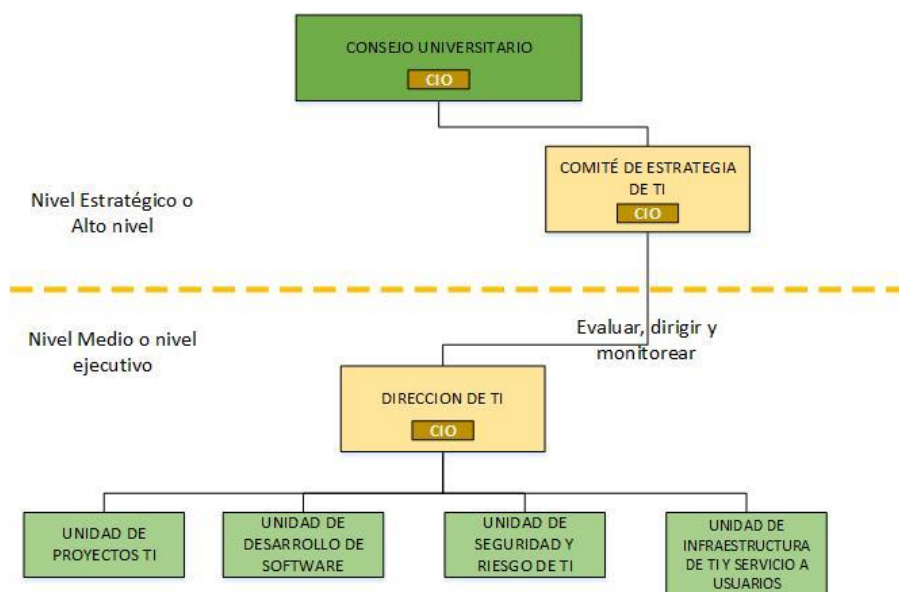 CONSEJO UNIVERSITARIO
CIO
COMITÉ DE ESTRATEGIA
DE TI
CIO
Nivel Estratégico o
Alto nivel
Nivel Medio o nivel
ejecutivo
Evaluar, dirigir y
monitorear
DIRECCION DE TI
CIO
UNIDAD DE
PROYECTOS TI
UNIDAD DE
DESARROLLO DE
SOFTWARE
UNIDAD DE
SEGURIDAD Y
RIESGO DE TI
UNIDAD DE
INFRAESTRUCTURA
DE TI Y SERVICIO A
USUARIOS